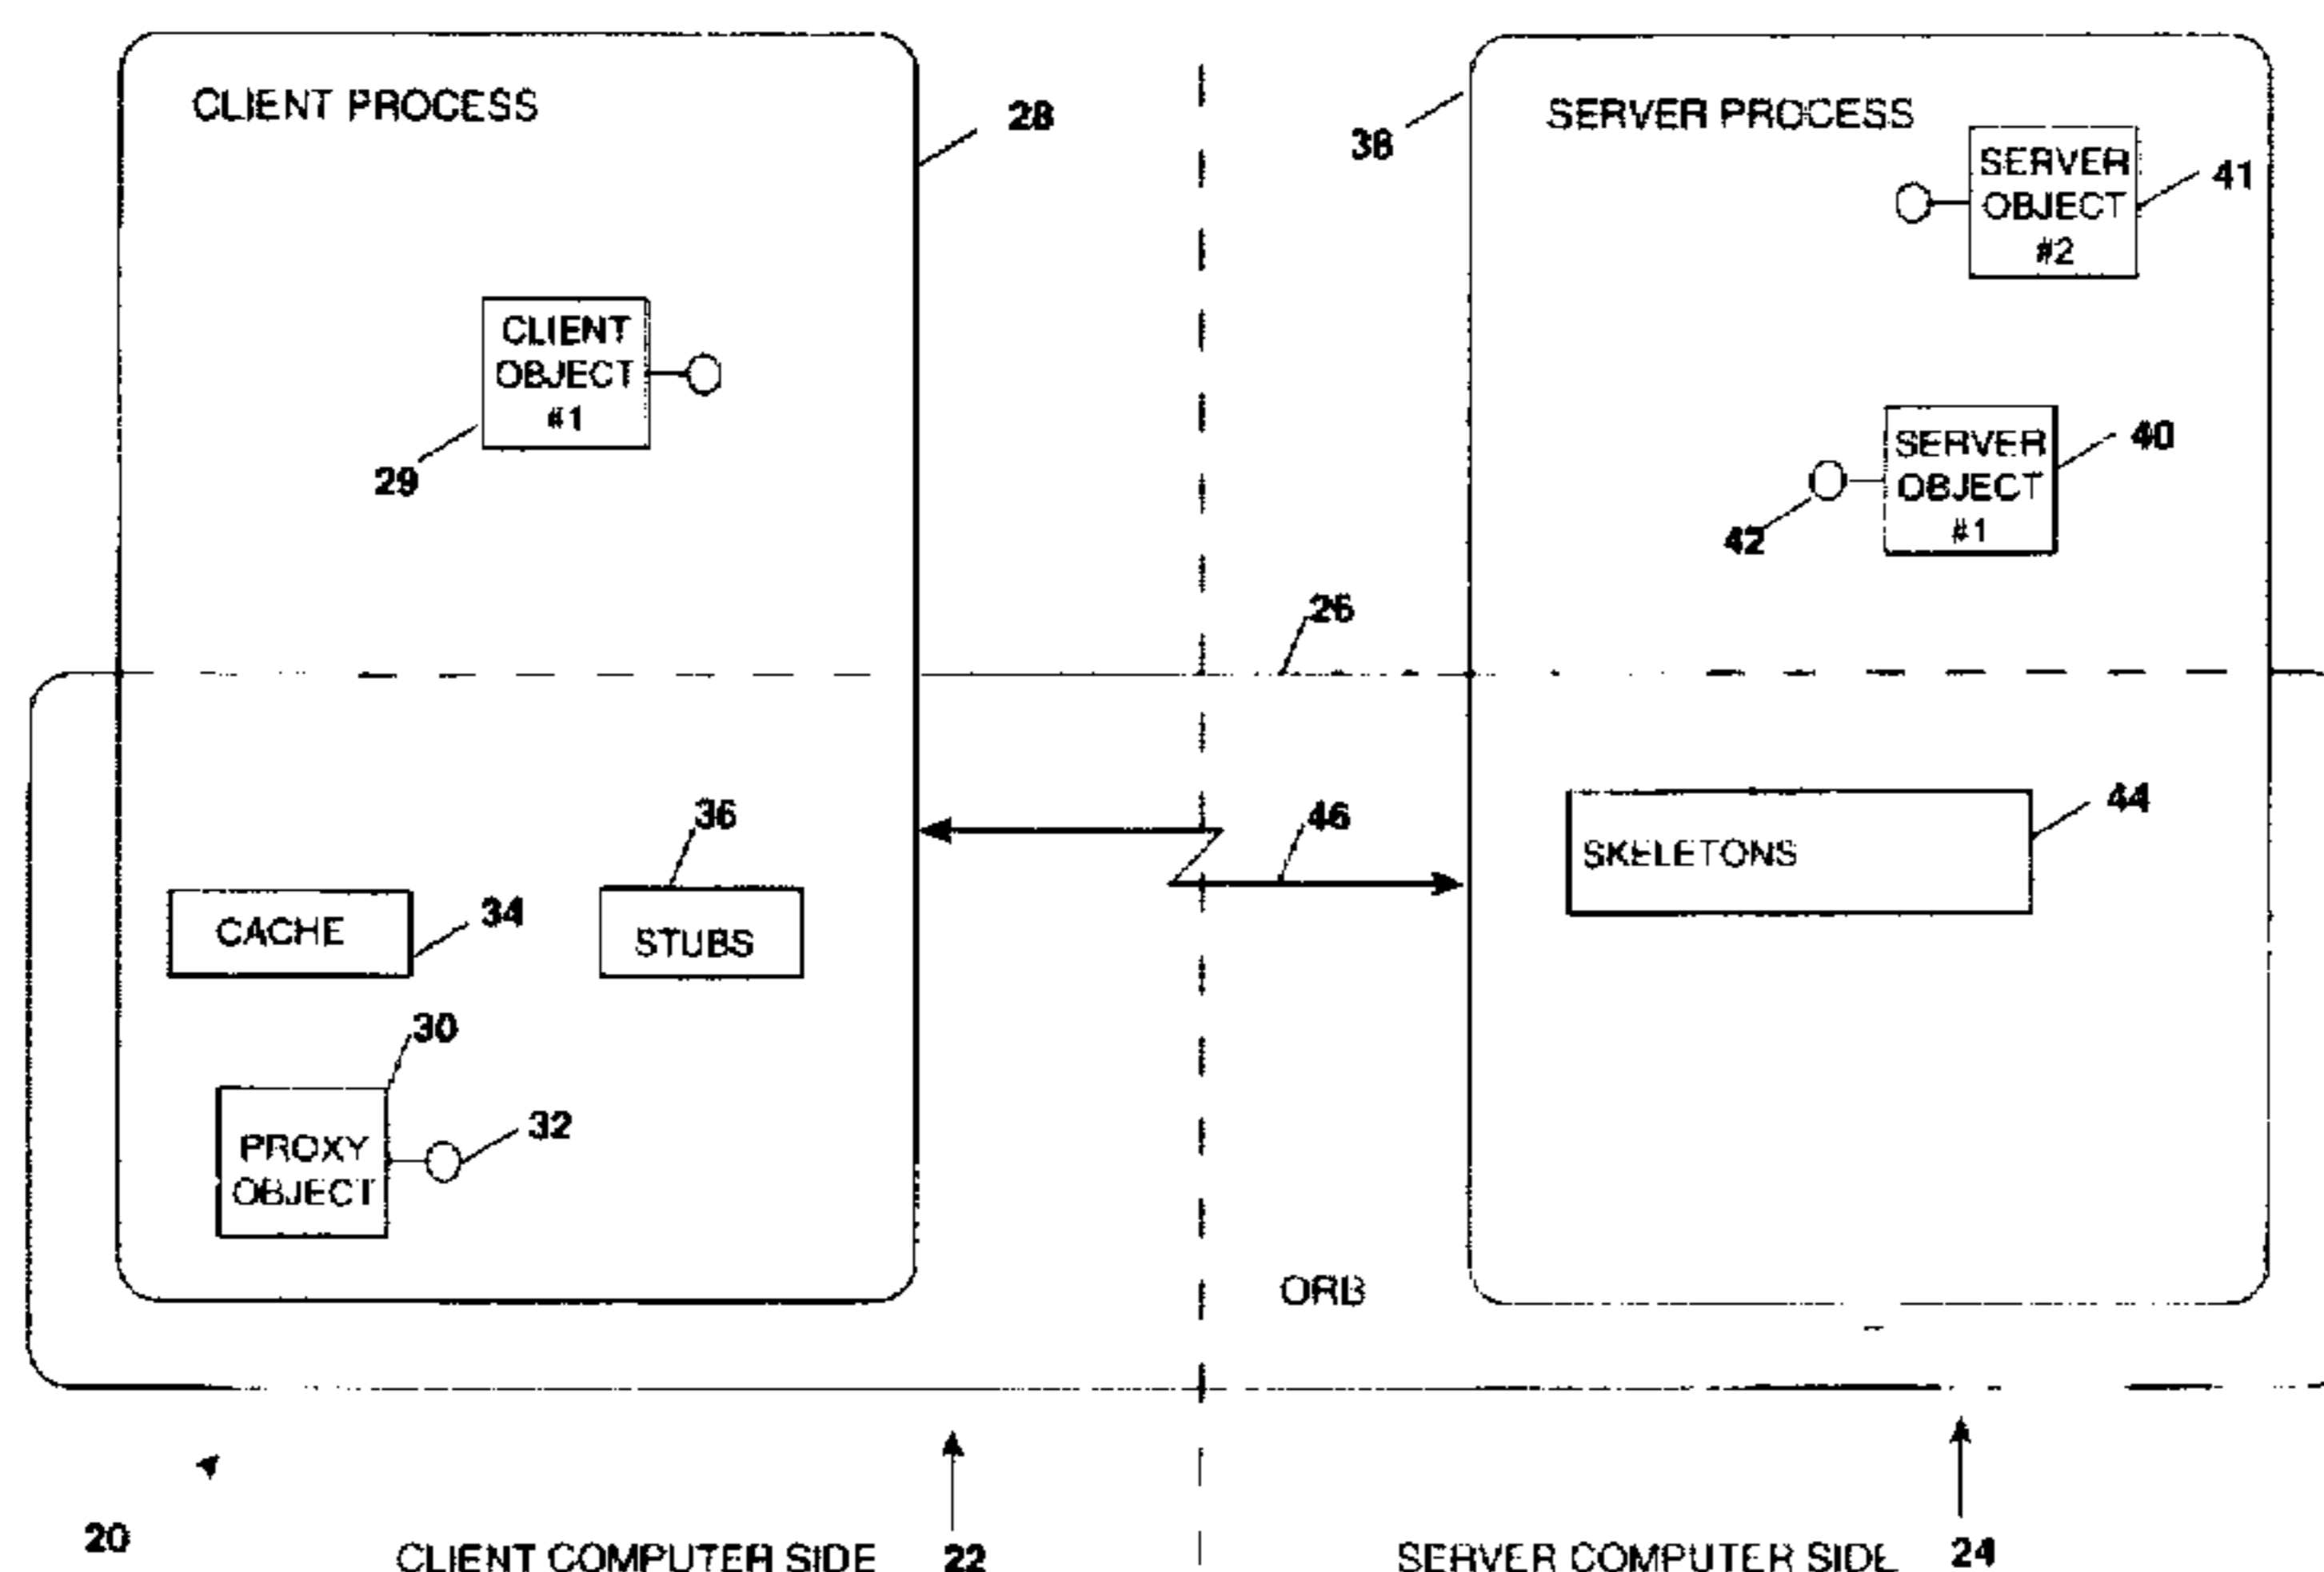 CLIENT PROCESS
28
CLIENT
OBJECT
#1
29
38
SERVER PROCESS
SERVER
OBJECT
#2
41
SERVER
OBJECT
#1
40
42
26
36
46
44
SKELETONS
CACHE
34
STUBS
30
PROXY
OBJECT
32
ORB
20
CLIENT COMPUTER SIDE
22
SERVER COMPUTER SIDE
24